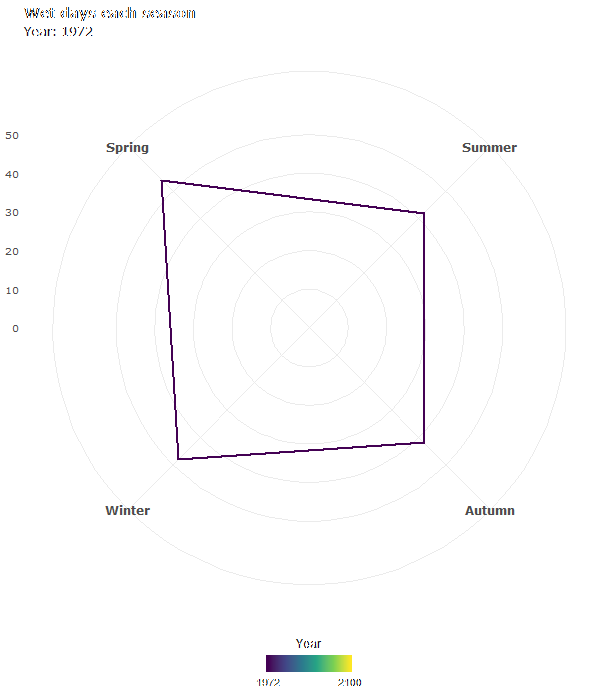 Wet days each season
Year: 1972
Spring
Summer
50
40
30
20
10
0
Winter
Autumn
Year
1972
2100